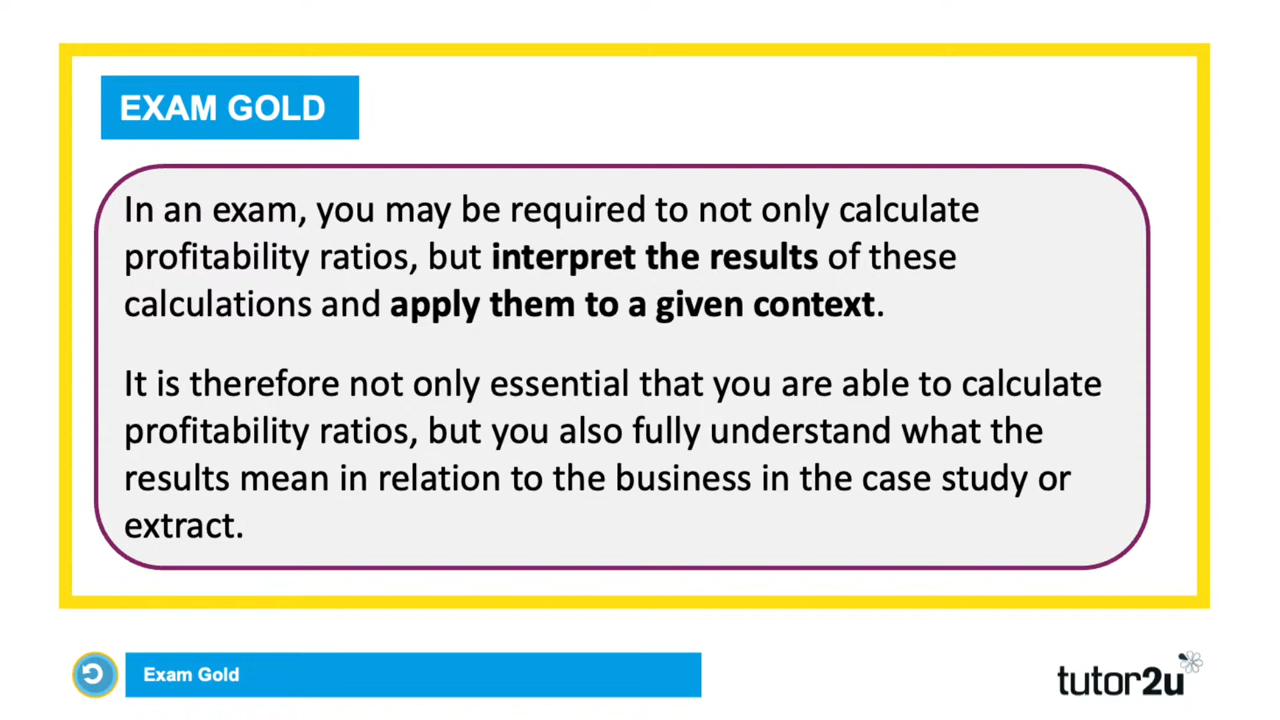 EXAM GOLD
In an exam, you may be required to not only calculate
profitability ratios, but interpret the results of these
calculations and apply them to a given context.
It is therefore not only essential that you are able to calculate
profitability ratios, but you also fully understand what the
results mean in relation to the business in the case study or
extract.
Exam Gold
tutor2u